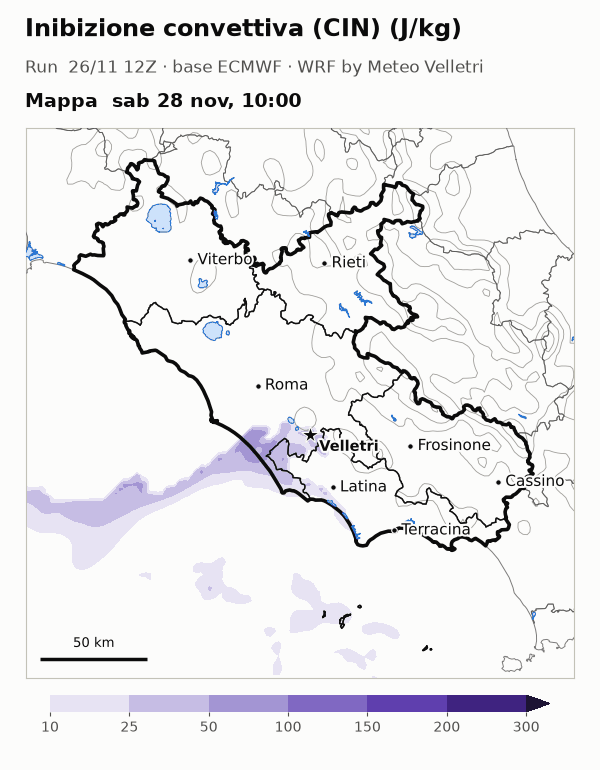 Inibizione convettiva (CIN) (J/kg)
Run  26/11 12Z · base ECMWF · WRF by Meteo Velletri
Mappa  sab 28 nov, 10:00
Viterbo
Rieti
Roma
Velletri
Frosinone
Latina
Cassino
Terracina
50 km
10 25 50 100 150 200 300